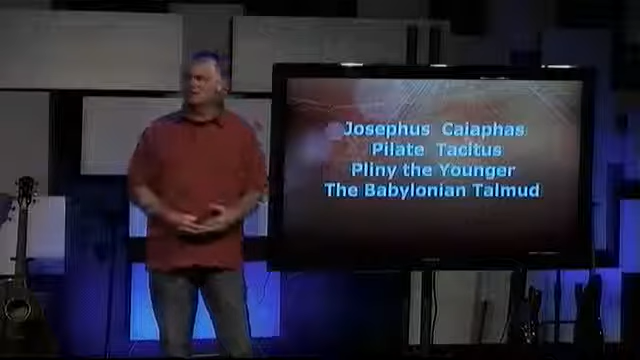 Josephus Caiaphas
Pilate Tacitus
Pliny the Younger
The Babylonian Talmud